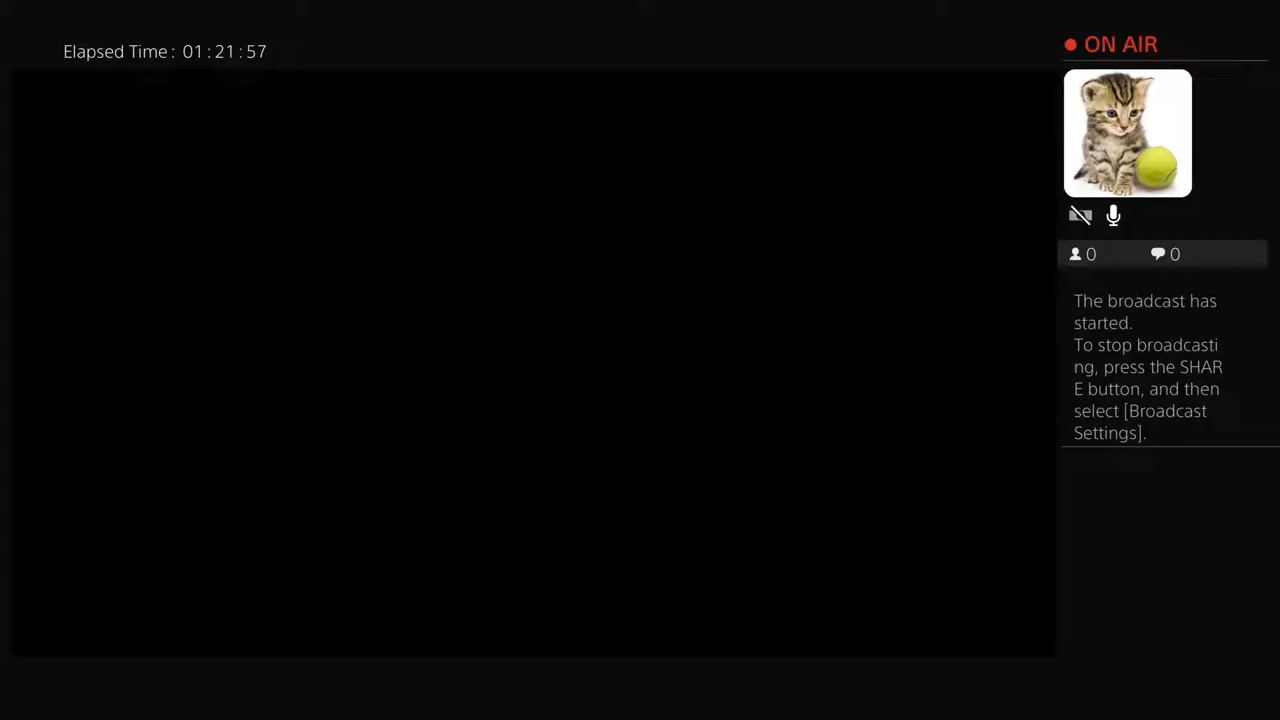 Elapsed Time: 01:21:57
ON AIR
0 0
The broadcast has
started.
To stop broadcasti
ng, press the SHAR
E button, and then
select [Broadcast
Settings].